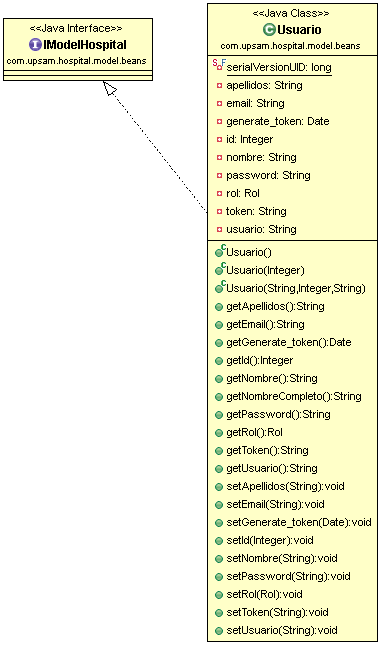 <<Java Interface>>
I IModelHospital
com.upsam.hospital.model.beans
<<Java Class>>
C Usuario
com.upsam.hospital.model.beans
S F serialVersionUID: long
apellidos: String
email: String
generate_token: Date
id: Integer
nombre: String
password: String
rol: Rol
token: String
usuario: String
C Usuario()
C Usuario(Integer)
C Usuario(String,Integer,String)
getApellidos():String
getEmail():String
getGenerate_token():Date
getId():Integer
getNombre():String
getNombreCompleto():String
getPassword():String
getRol():Rol
getToken():String
getUsuario():String
setApellidos(String):void
setEmail(String):void
setGenerate_token(Date):void
setId(Integer):void
setNombre(String):void
setPassword(String):void
setRol(Rol):void
setToken(String):void
setUsuario(String):void